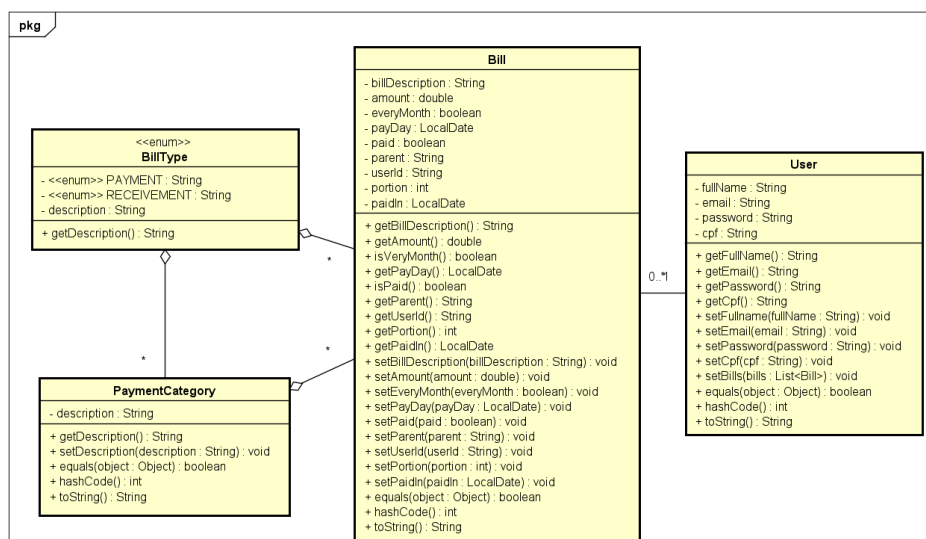 pkg
<<enum>>
BillType
- <<enum>> PAYMENT : String
- <<enum>> RECEIVEMENT : String
- description : String
+ getDescription() : String
*
*
*
PaymentCategory
- description : String
+ getDescription() : String
+ setDescription(description : String) : void
+ equals(object : Object) : boolean
+ hashCode() : int
+ toString() : String
Bill
- billDescription : String
- amount : double
- everyMonth : boolean
- payDay : LocalDate
- paid : boolean
- parent : String
- userId : String
- portion : int
- paidIn : LocalDate
+ getBillDescription() : String
+ getAmount() : double
+ isVeryMonth() : boolean
+ getPayDay() : LocalDate
+ isPaid() : boolean
+ getParent() : String
+ getUserId() : String
+ getPortion() : int
+ getPaidIn() : LocalDate
+ setBillDescription(billDescription : String) : void
+ setAmount(amount : double) : void
+ setEveryMonth(everyMonth : boolean) : void
+ setPayDay(payDay : LocalDate) : void
+ setPaid(paid : boolean) : void
+ setParent(parent : String) : void
+ setUserId(userId : String) : void
+ setPortion(portion : int) : void
+ setPaidIn(paidIn : LocalDate) : void
+ equals(object : Object) : boolean
+ hashCode() : int
+ toString() : String
0..*1
User
- fullName : String
- email : String
- password : String
- cpf : String
+ getFullName() : String
+ getEmail() : String
+ getPassword() : String
+ getCpf() : String
+ setFullname(fullName : String) : void
+ setEmail(email : String) : void
+ setPassword(password : String) : void
+ setCpf(cpf : String) : void
+ setBills(bills : List<Bill>) : void
+ equals(object : Object) : boolean
+ hashCode() : int
+ toString() : String